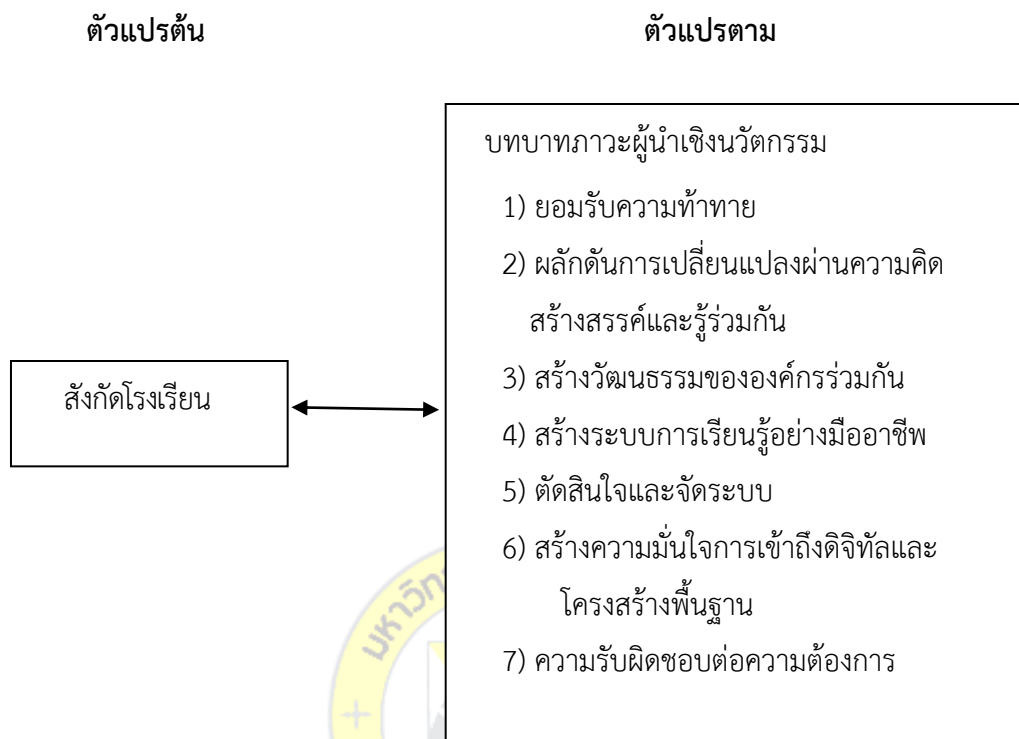 ตัวแปรต้น
ตัวแปรตาม
บทบาทภาวะผู้นำเชิงนวัตกรรม
1) ยอมรับความท้าทาย
2) ผลักดันการเปลี่ยนแปลงผ่านความคิด
สร้างสรรค์และรู้ร่วมกัน
สังกัดโรงเรียน
3) สร้างวัฒนธรรมขององค์กรร่วมกัน
4) สร้างระบบการเรียนรู้อย่างมืออาชีพ
5) ตัดสินใจและจัดระบบ
6) สร้างความมั่นใจการเข้าถึงดิจิทัลและ
โครงสร้างพื้นฐาน
7) ความรับผิดชอบต่อความต้องการ